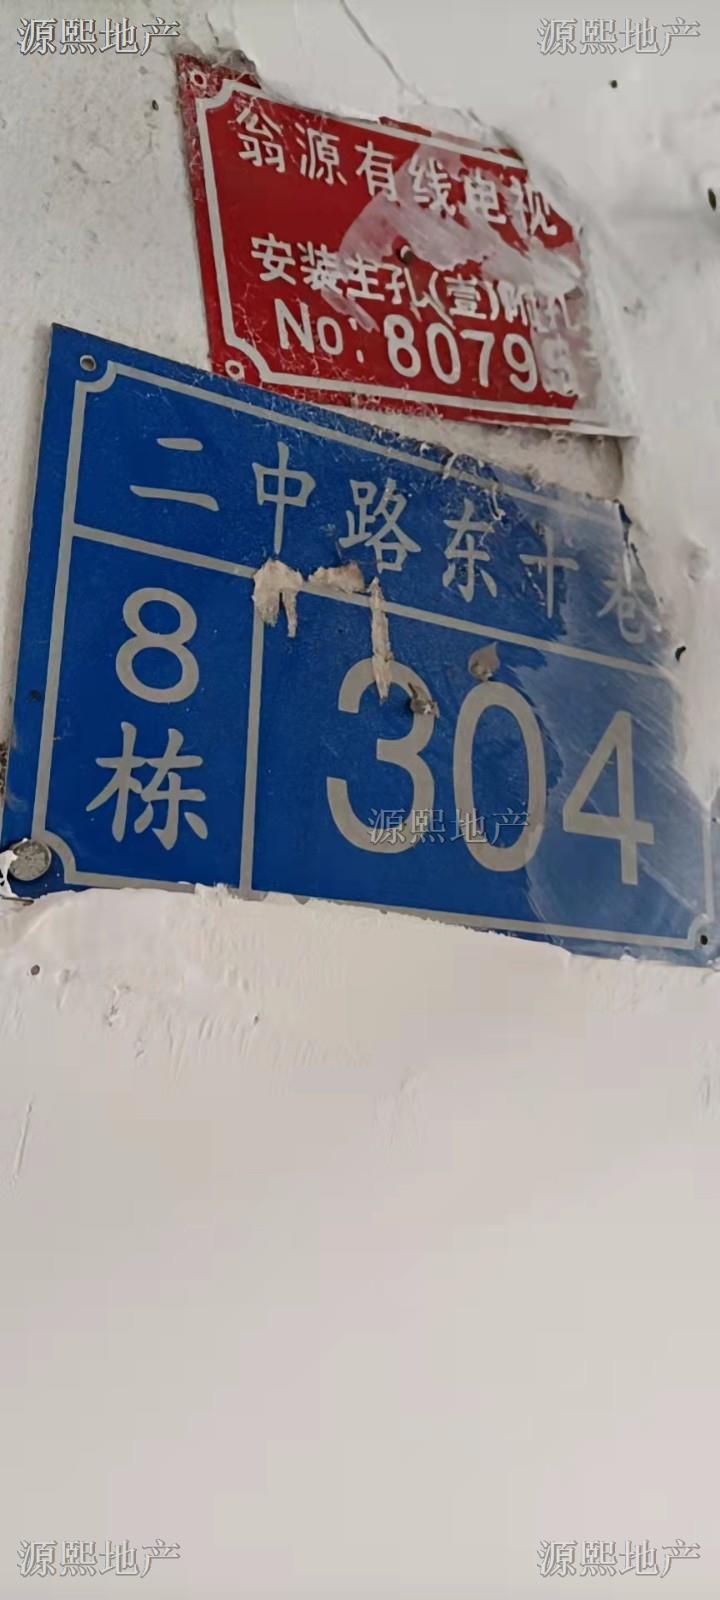 源熙地产 源熙地产
翁源有线电视
安装主孔(壹)附孔
No:8079
二中路东十巷
8栋 304
源熙地产
源熙地产 源熙地产